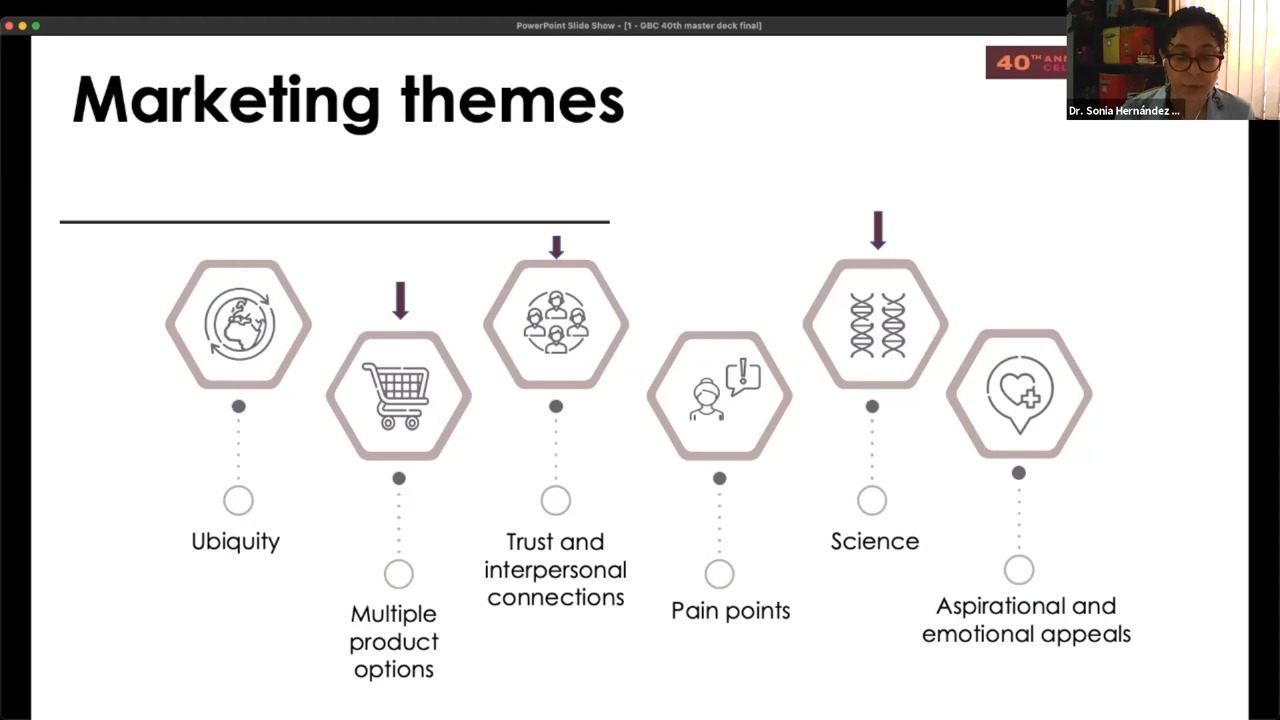 PowerPoint Slide Show - [1 - GBC 40th master deck final]
Marketing themes
40TH
Dr. Sonia Hernández ...
Ubiquity
Multiple
product
options
Trust and
interpersonal
connections
Pain points
Science
Aspirational and
emotional appeals